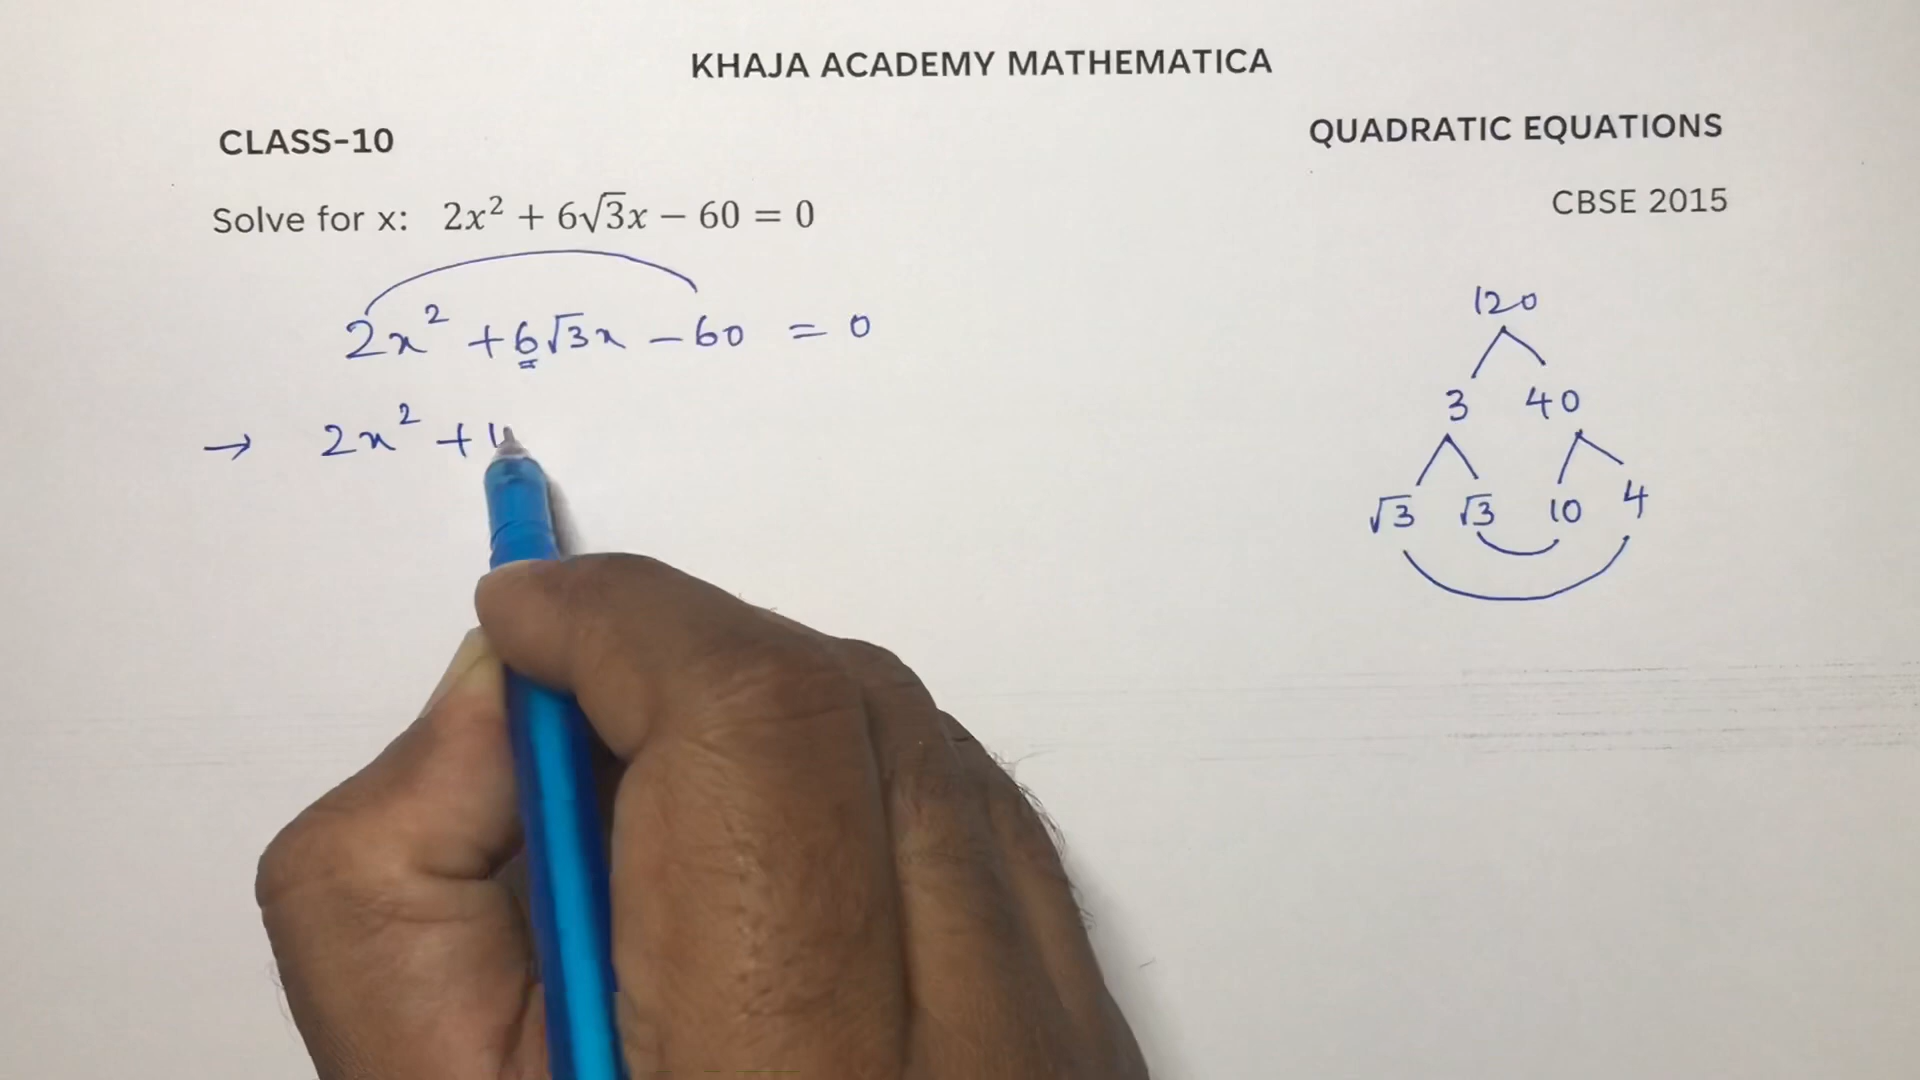 KHAJA ACADEMY MATHEMATICA
CLASS-10
QUADRATIC EQUATIONS
CBSE 2015
Solve for x: 2x² + 6√3x − 60 = 0
2x² + 6√3x − 60 = 0
→ 2x² + 1
120
3 40
√3 √3 10 4